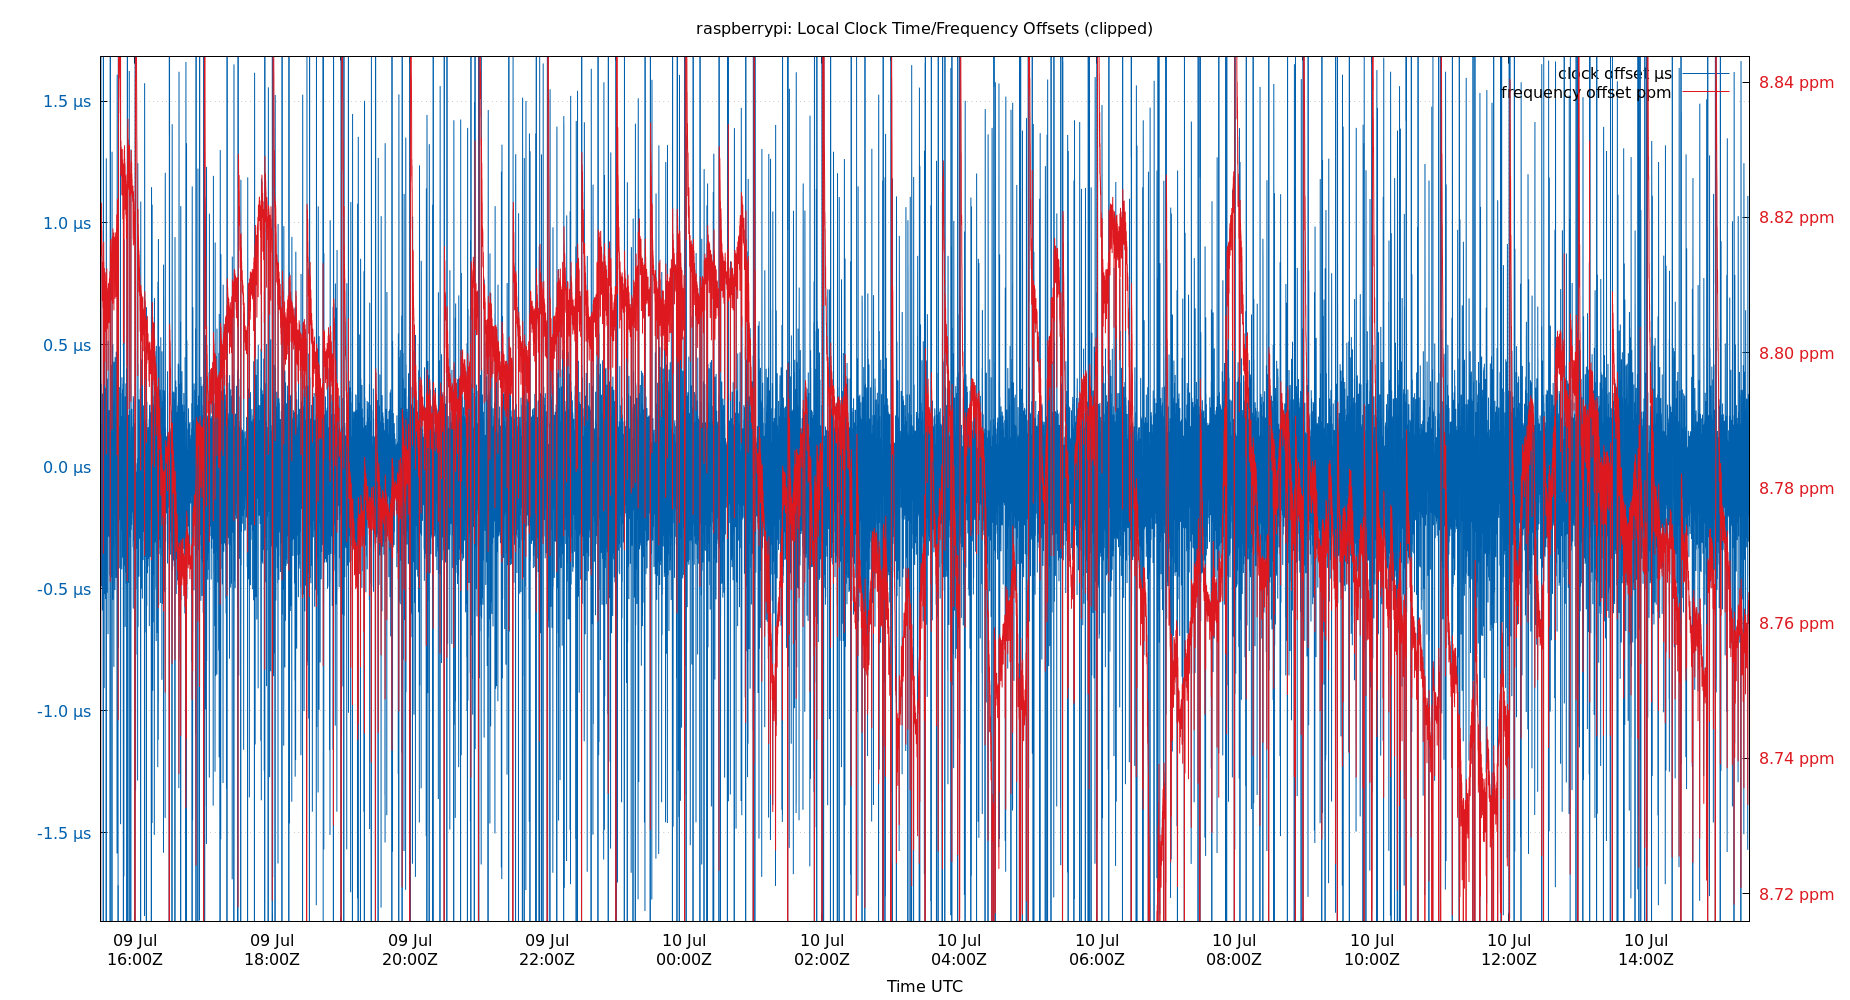 raspberrypi: Local Clock Time/Frequency Offsets (clipped)
clock offset µs
frequency offset ppm
1.5 µs
1.0 µs
0.5 µs
0.0 µs
-0.5 µs
-1.0 µs
-1.5 µs
8.84 ppm
8.82 ppm
8.80 ppm
8.78 ppm
8.76 ppm
8.74 ppm
8.72 ppm
09 Jul 09 Jul 09 Jul 09 Jul 10 Jul 10 Jul 10 Jul 10 Jul 10 Jul 10 Jul 10 Jul 10 Jul
16:00Z 18:00Z 20:00Z 22:00Z 00:00Z 02:00Z 04:00Z 06:00Z 08:00Z 10:00Z 12:00Z 14:00Z
Time UTC